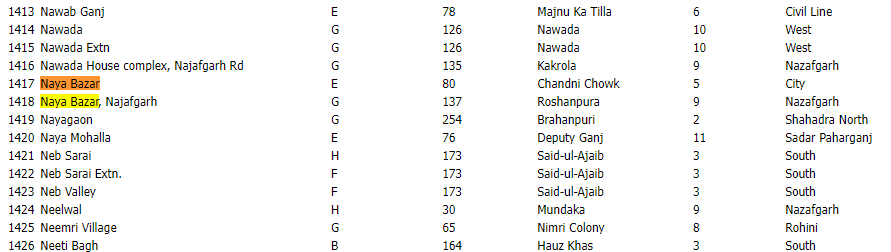 1413 Nawab Ganj E 78 Majnu Ka Tilla 6 Civil Line
1414 Nawada G 126 Nawada 10 West
1415 Nawada Extn G 126 Nawada 10 West
1416 Nawada House complex, Najafgarh Rd G 135 Kakrola 9 Nazafgarh
1417 Naya Bazar E 80 Chandni Chowk 5 City
1418 Naya Bazar, Najafgarh G 137 Roshanpura 9 Nazafgarh
1419 Nayagaon G 254 Brahanpuri 2 Shahadra North
1420 Naya Mohalla E 76 Deputy Ganj 11 Sadar Paharganj
1421 Neb Sarai H 173 Said-ul-Ajaib 3 South
1422 Neb Sarai Extn. F 173 Said-ul-Ajaib 3 South
1423 Neb Valley F 173 Said-ul-Ajaib 3 South
1424 Neelwal H 30 Mundaka 9 Nazafgarh
1425 Neemri Village G 65 Nimri Colony 8 Rohini
1426 Neeti Bagh B 164 Hauz Khas 3 South